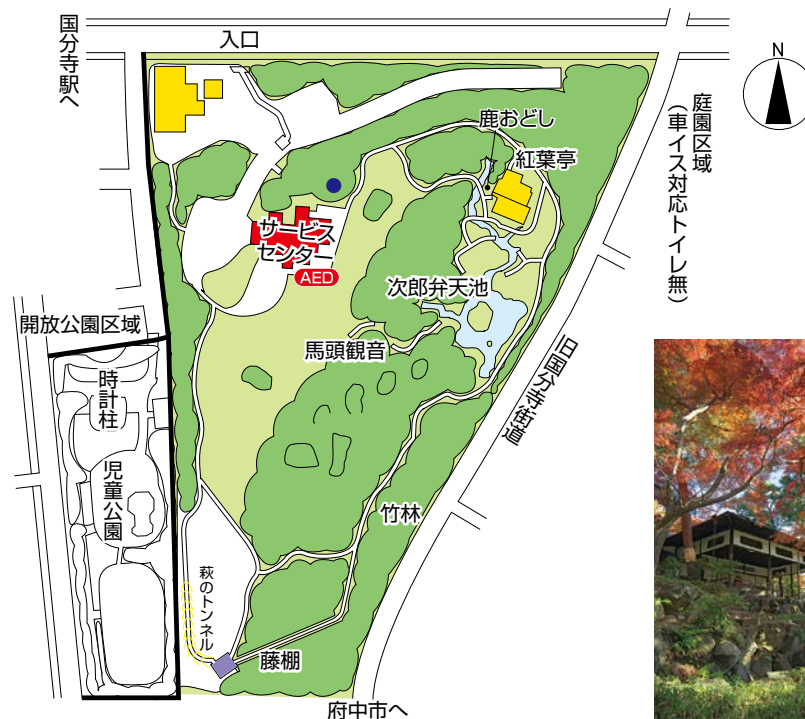 国分寺駅へ
入口
N
庭園区域
（車イス対応トイレ無）
鹿おどし
紅葉亭
サービス
センター
AED
次郎弁天池
馬頭観音
開放公園区域
時計柱
児童公園
旧国分寺街道
竹林
萩のトンネル
藤棚
府中市へ